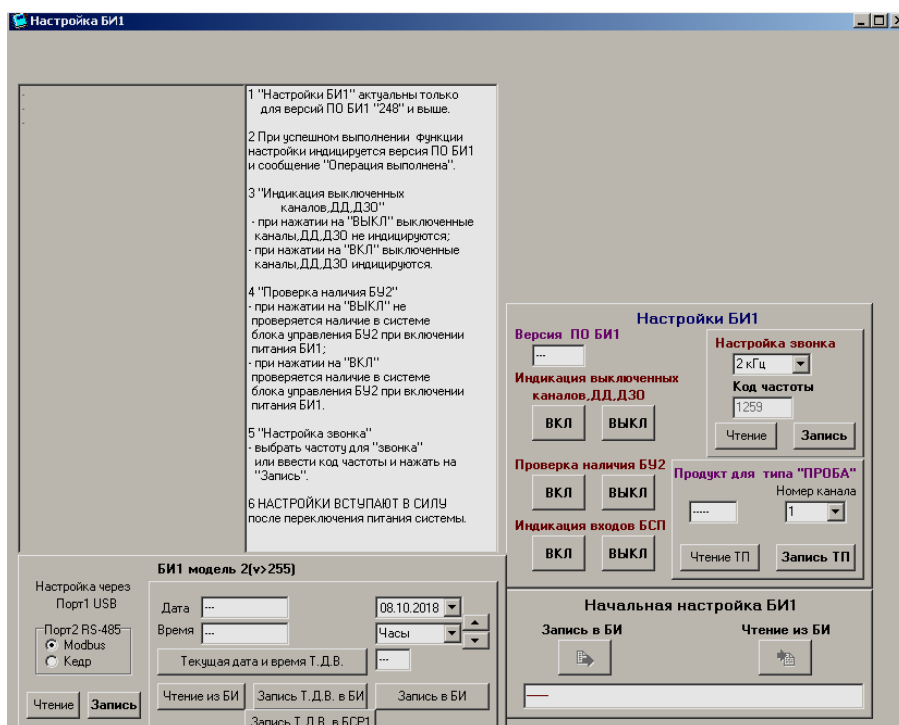 Настройка БИ1
1 "Настройки БИ1" актуальны только
для версий ПО БИ1 "248" и выше.
2 При успешном выполнении функции
настройки индицируется версия ПО БИ1
и сообщение "Операция выполнена".
3 "Индикация выключенных
каналов,ДД,ДЗО"
- при нажатии на "ВЫКЛ" выключенные
каналы,ДД,ДЗО не индицируются;
- при нажатии на "ВКЛ" выключенные
каналы,ДД,ДЗО индицируются.
4 "Проверка наличия БУ2"
- при нажатии на "ВЫКЛ" не
проверяется наличие в системе
блока управления БУ2 при включении
питания БИ1;
- при нажатии на "ВКЛ"
проверяется наличие в системе
блока управления БУ2 при включении
питания БИ1.
5 "Настройка звонка"
- выбрать частоту для "звонка"
или ввести код частоты и нажать на
"Запись".
6 НАСТРОЙКИ ВСТУПАЮТ В СИЛУ
после переключения питания системы.
Настройки БИ1
Версия ПО БИ1
---
Индикация выключенных
каналов,ДД,ДЗО
ВКЛ ВЫКЛ
Проверка наличия БУ2
ВКЛ ВЫКЛ
Индикация входов БСП
ВКЛ ВЫКЛ
Настройка звонка
2 кГц
Код частоты
1259
Чтение Запись
Продукт для типа "ПРОБА"
Номер канала
----- 1
Чтение ТП Запись ТП
БИ1 модель 2(v>255)
Настройка через
Порт1 USB
Порт2 RS-485
Modbus
Кедр
Чтение Запись
Дата --- 08.10.2018
Время --- Часы
Текущая дата и время Т.Д.В. ---
Чтение из БИ Запись Т.Д.В. в БИ Запись в БИ
Запись Т.Д.В. в БСР1
Начальная настройка БИ1
Запись в БИ Чтение из БИ